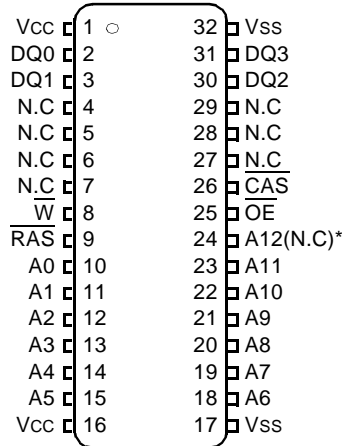 VCC 1 32 VSS
DQ0 2 31 DQ3
DQ1 3 30 DQ2
N.C 4 29 N.C
N.C 5 28 N.C
N.C 6 27 N.C
N.C 7 26 CAS
W 8 25 OE
RAS 9 24 A12(N.C)*
A0 10 23 A11
A1 11 22 A10
A2 12 21 A9
A3 13 20 A8
A4 14 19 A7
A5 15 18 A6
VCC 16 17 VSS